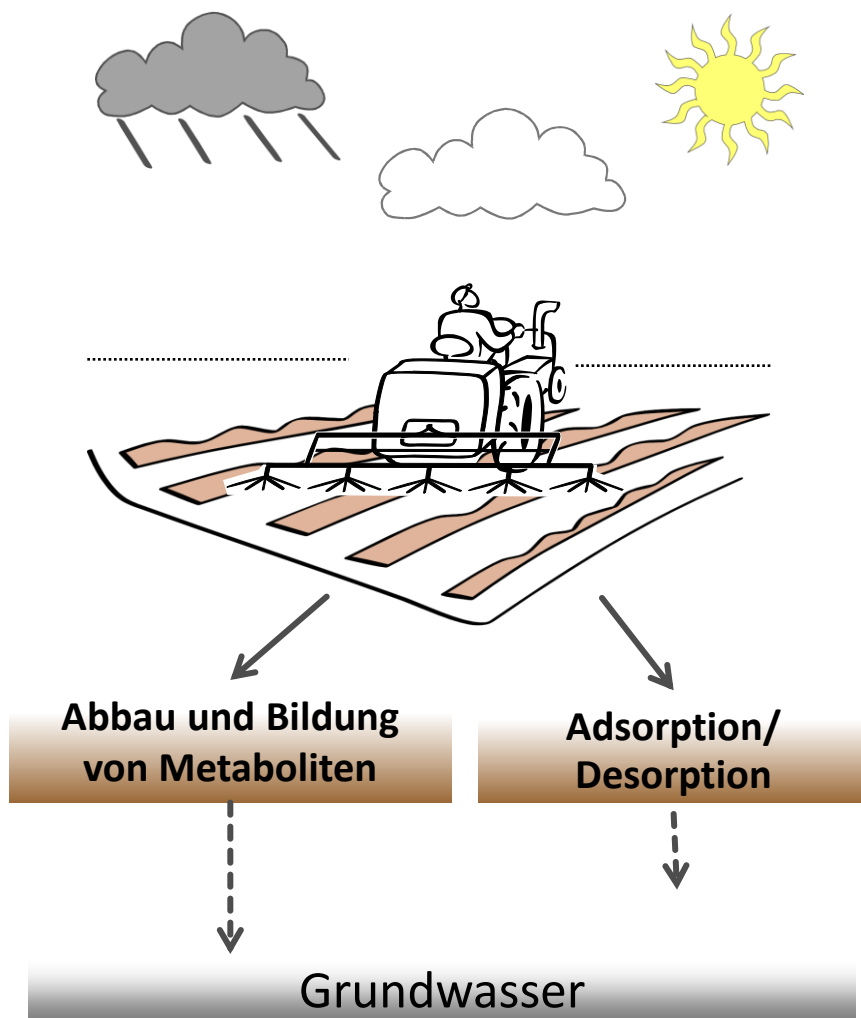 Abbau und Bildung
von Metaboliten
Adsorption/
Desorption
Grundwasser